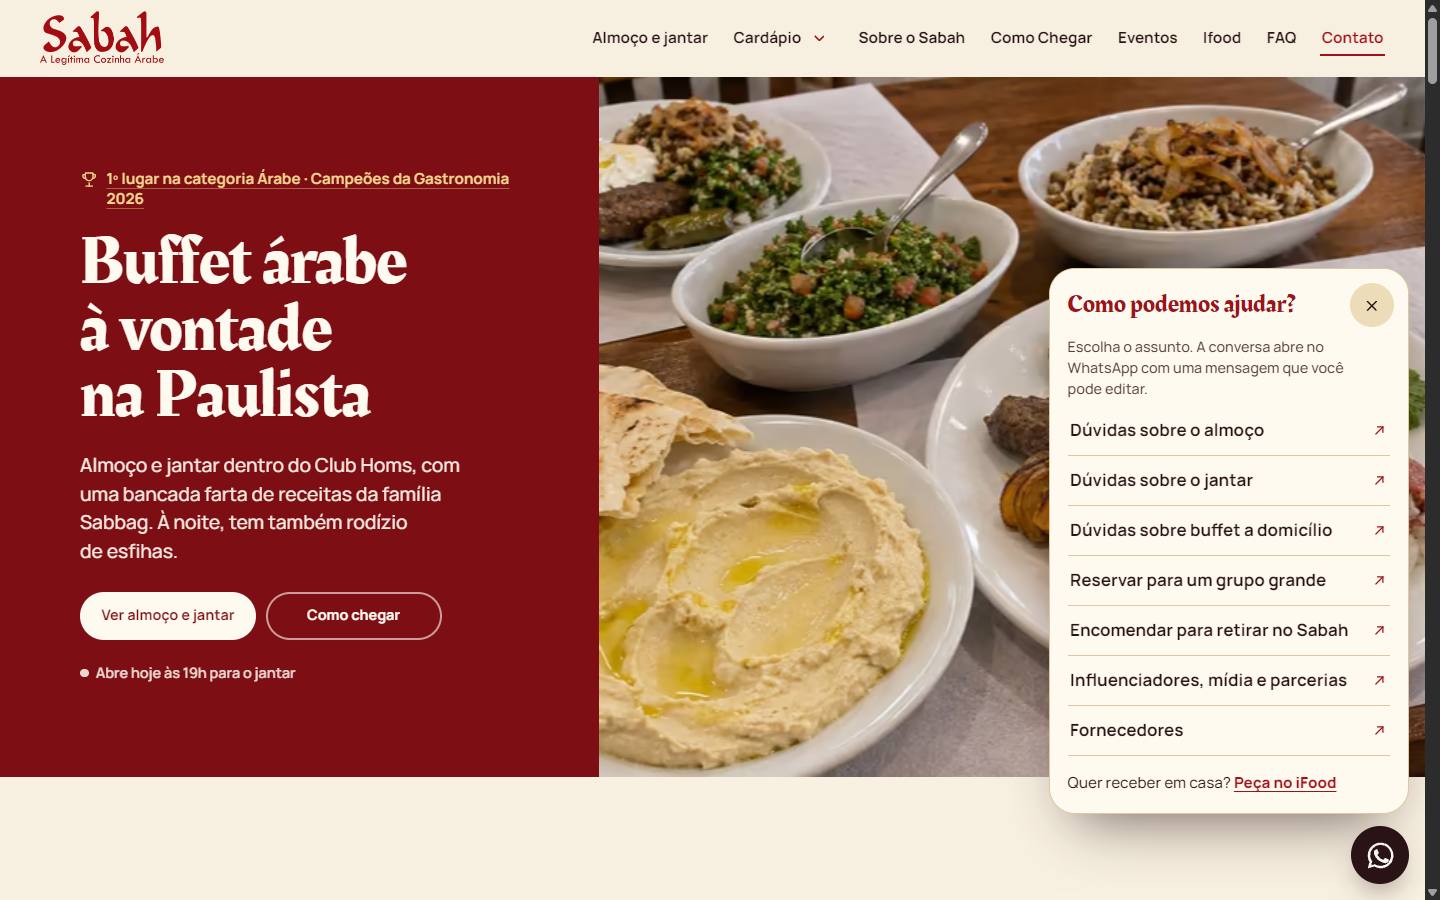 Sabah
A Legítima Cozinha Árabe
Almoço e jantar
Cardápio
Sobre o Sabah
Como Chegar
Eventos
Ifood
FAQ
Contato
1º lugar na categoria Árabe · Campeões da Gastronomia
2026
Buffet árabe
à vontade
na Paulista
Almoço e jantar dentro do Club Homs, com
uma bancada farta de receitas da família
Sabbag. À noite, tem também rodízio
de esfihas.
Ver almoço e jantar
Como chegar
Abre hoje às 19h para o jantar
Como podemos ajudar?
Escolha o assunto. A conversa abre no
WhatsApp com uma mensagem que você
pode editar.
Dúvidas sobre o almoço
Dúvidas sobre o jantar
Dúvidas sobre buffet a domicílio
Reservar para um grupo grande
Encomendar para retirar no Sabah
Influenciadores, mídia e parcerias
Fornecedores
Quer receber em casa? Peça no iFood